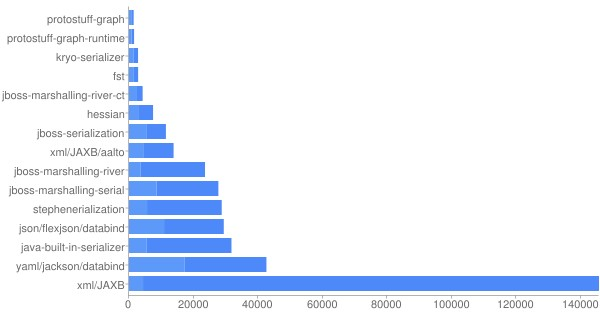 protostuff-graph
protostuff-graph-runtime
kryo-serializer
fst
jboss-marshalling-river-ct
hessian
jboss-serialization
xml/JAXB/aalto
jboss-marshalling-river
jboss-marshalling-serial
stephenerialization
json/flexjson/databind
java-built-in-serializer
yaml/jackson/databind
xml/JAXB
0 20000 40000 60000 80000 100000 120000 140000